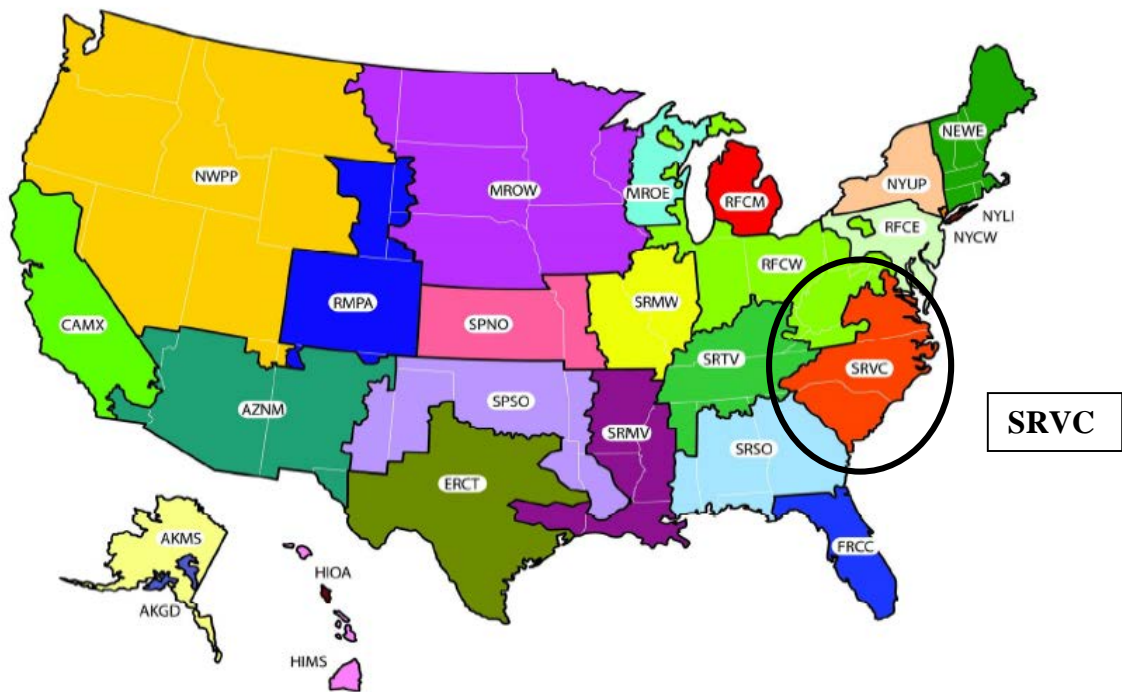 NEWE
NWPP
MROW
MROE
RFCM
NYUP
NYLI
NYCW
RFCE
RFCW
RMPA
SRMW
CAMX
SPNO
SRTV
SRVC
AZNM
SPSO
SRMV
SRSO
SRVC
ERCT
FRCC
AKMS
HIOA
AKGD
HIMS